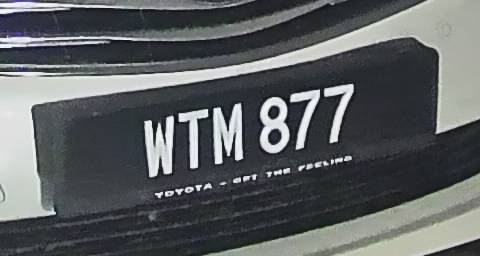 WTM 877
TOYOTA - GET THE FEELING